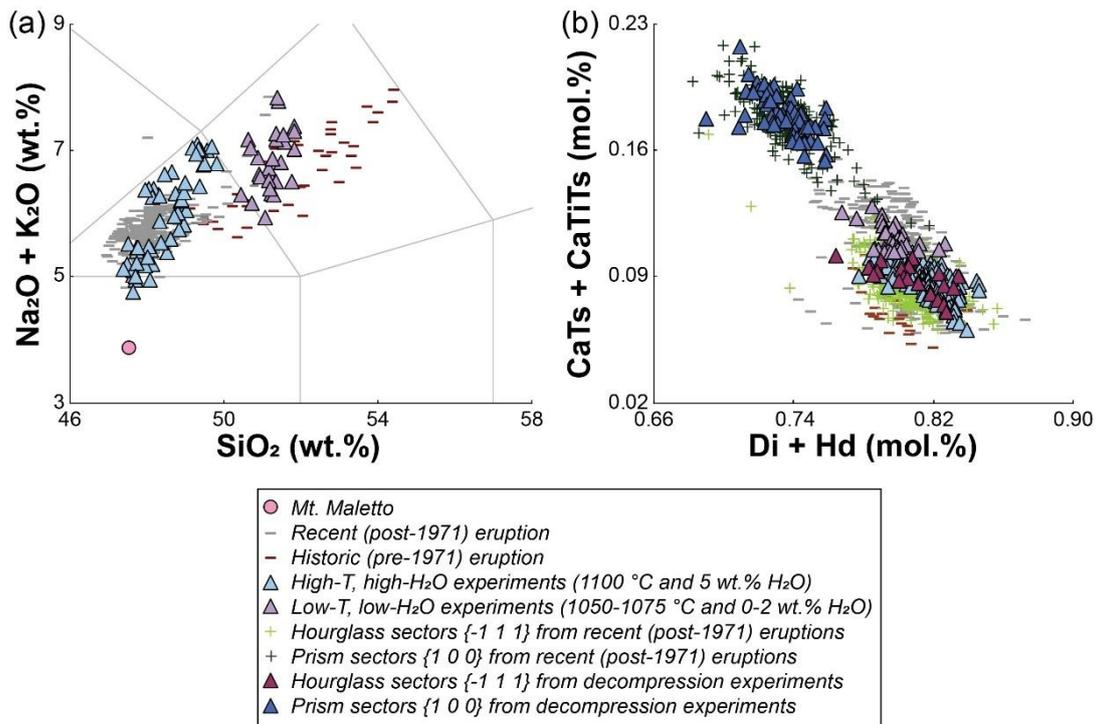 (a)
9
7
5
3
Na₂O + K₂O (wt.%)
46 50 54 58
SiO₂ (wt.%)
(b)
0.23
0.16
0.09
0.02
CaTs + CaTiTs (mol.%)
0.66 0.74 0.82 0.90
Di + Hd (mol.%)
Mt. Maletto
Recent (post-1971) eruption
Historic (pre-1971) eruption
High-T, high-H₂O experiments (1100 °C and 5 wt.% H₂O)
Low-T, low-H₂O experiments (1050-1075 °C and 0-2 wt.% H₂O)
Hourglass sectors {-1 1 1} from recent (post-1971) eruptions
Prism sectors {1 0 0} from recent (post-1971) eruptions
Hourglass sectors {-1 1 1} from decompression experiments
Prism sectors {1 0 0} from decompression experiments